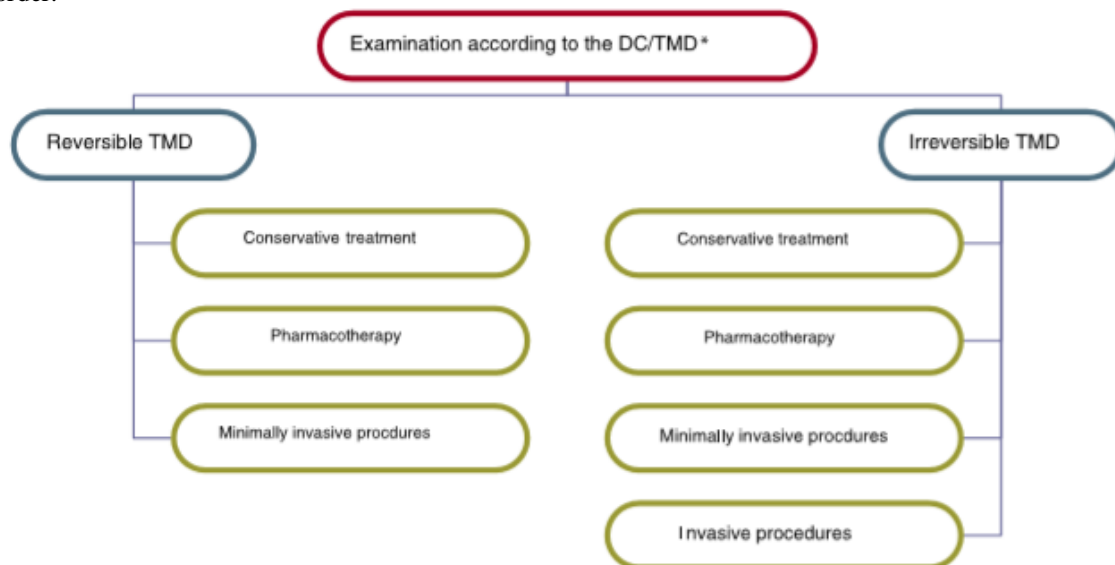 Examination according to the DC/TMD*
Reversible TMD
Irreversible TMD
Conservative treatment
Conservative treatment
Pharmacotherapy
Pharmacotherapy
Minimally invasive procdures
Minimally invasive procdures
Invasive procedures